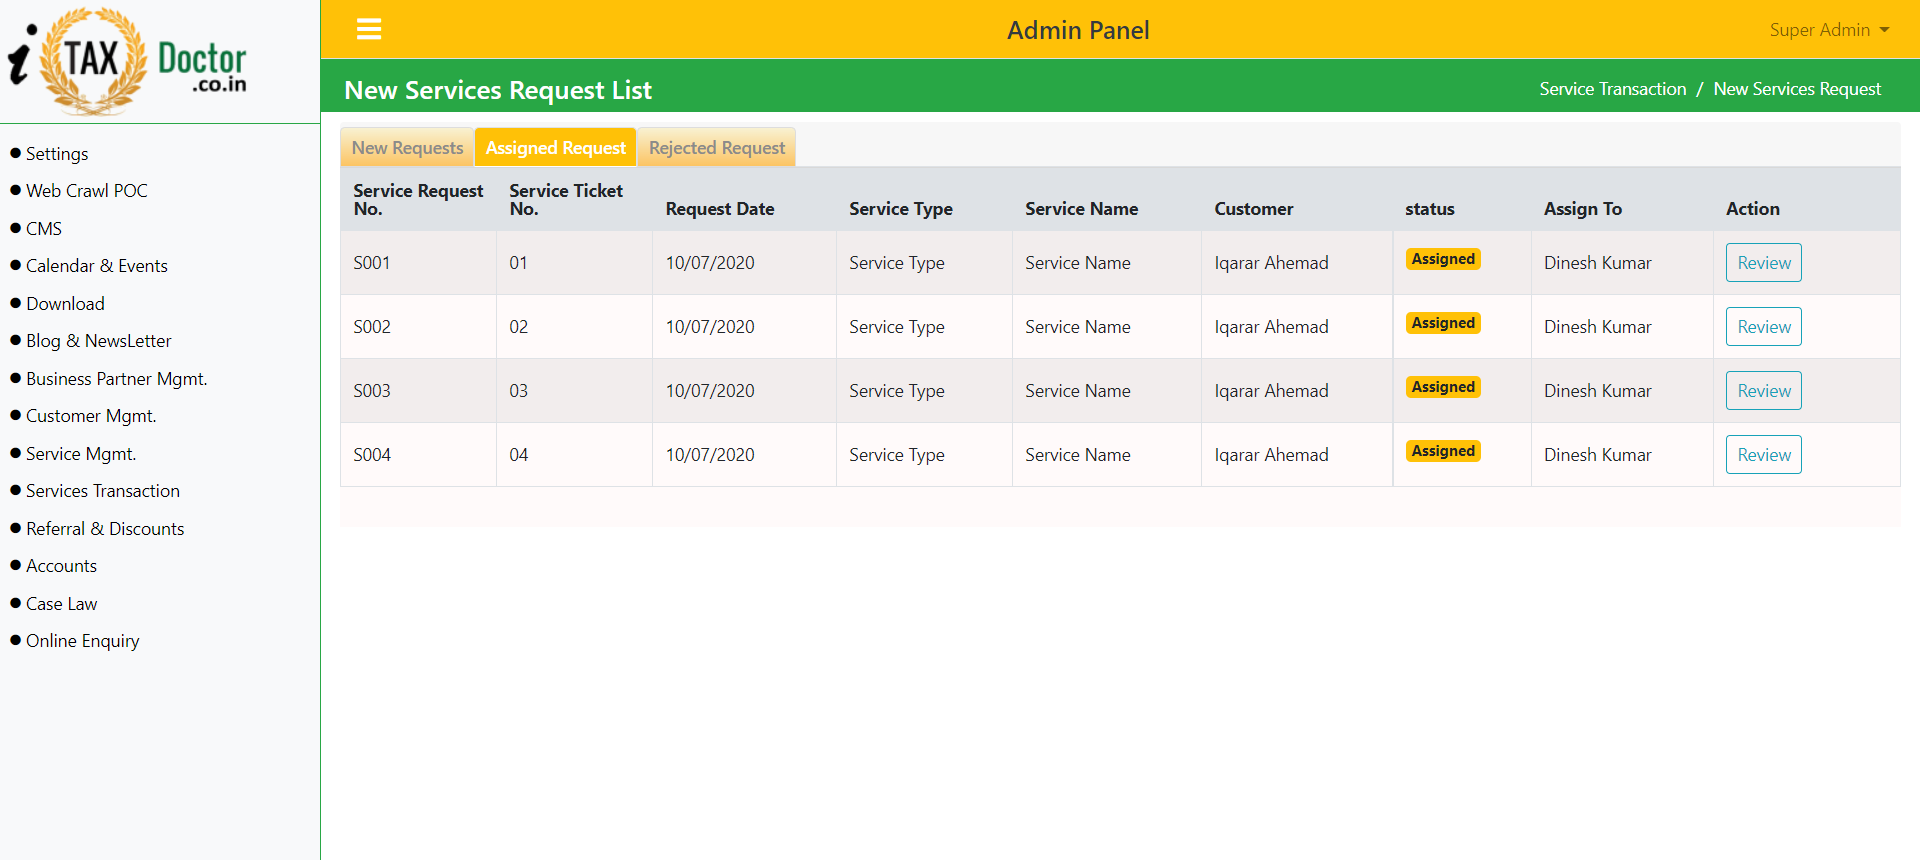 i TAX Doctor
.co.in
Admin Panel
Super Admin
New Services Request List
Service Transaction / New Services Request
Settings
Web Crawl POC
CMS
Calendar & Events
Download
Blog & NewsLetter
Business Partner Mgmt.
Customer Mgmt.
Service Mgmt.
Services Transaction
Referral & Discounts
Accounts
Case Law
Online Enquiry
New Requests Assigned Request Rejected Request
Service Request No. Service Ticket No. Request Date Service Type Service Name Customer status Assign To Action
S001 01 10/07/2020 Service Type Service Name Iqarar Ahemad Assigned Dinesh Kumar Review
S002 02 10/07/2020 Service Type Service Name Iqarar Ahemad Assigned Dinesh Kumar Review
S003 03 10/07/2020 Service Type Service Name Iqarar Ahemad Assigned Dinesh Kumar Review
S004 04 10/07/2020 Service Type Service Name Iqarar Ahemad Assigned Dinesh Kumar Review